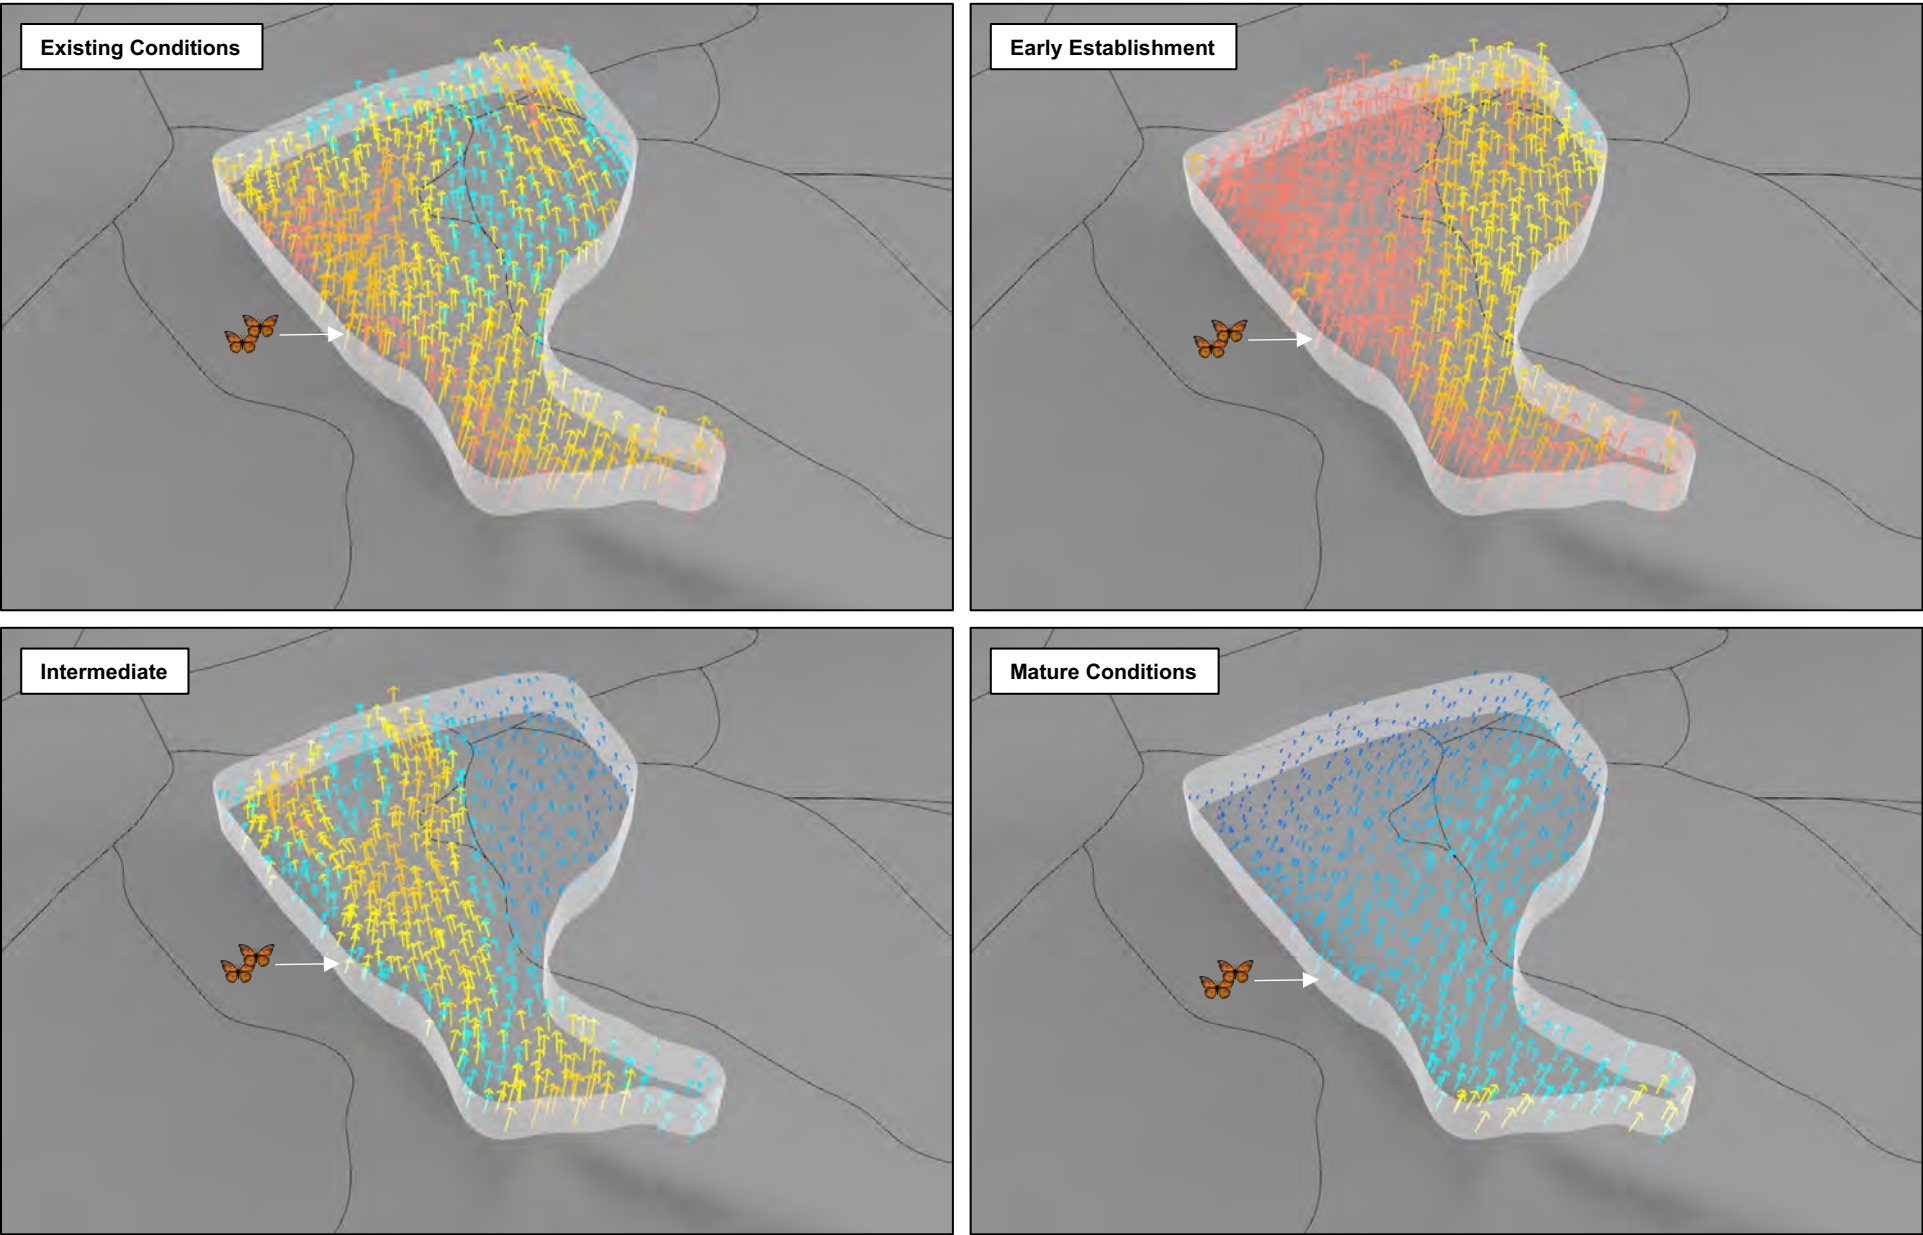 Existing Conditions
Early Establishment
Intermediate
Mature Conditions